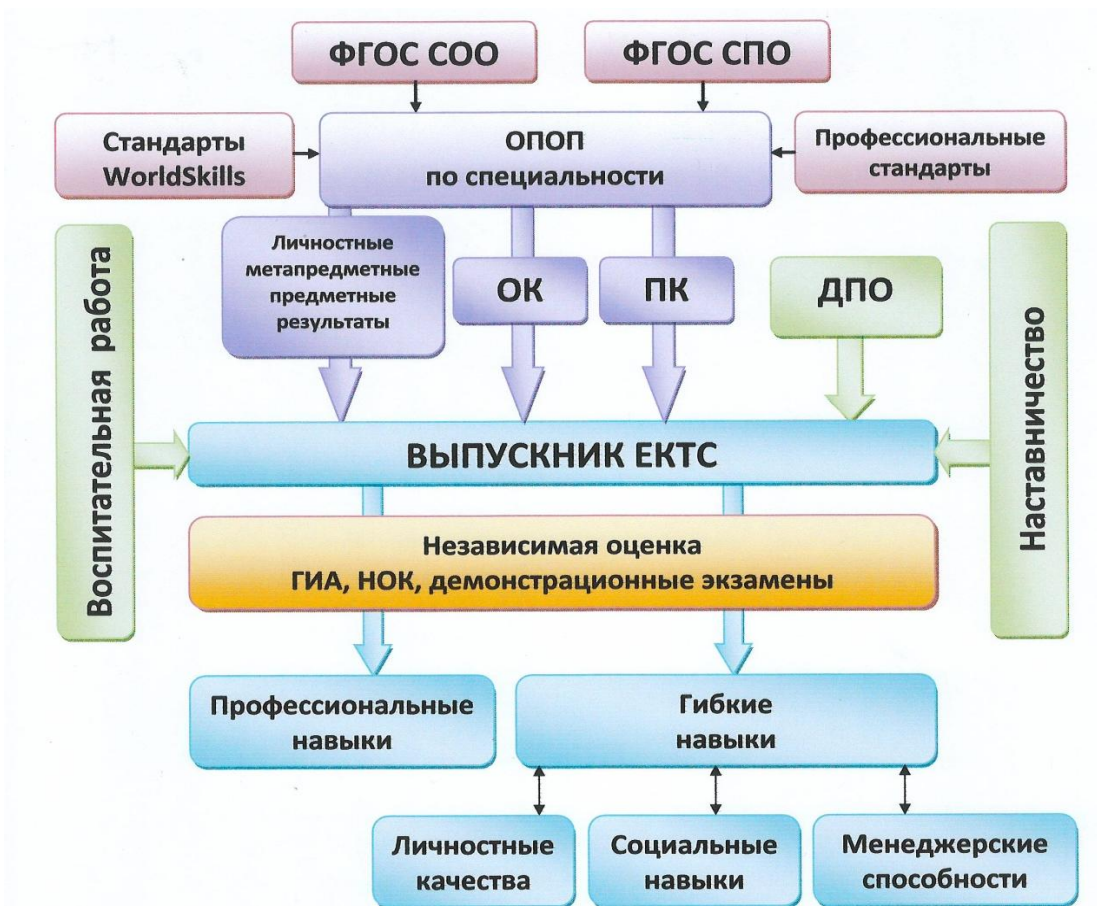 ФГОС СОО
ФГОС СПО
Стандарты
WorldSkills
ОПОП
по специальности
Профессиональные
стандарты
Воспитательная работа
Личностные
метапредметные
предметные
результаты
ОК
ПК
ДПО
Наставничество
ВЫПУСКНИК ЕКТС
Независимая оценка
ГИА, НОК, демонстрационные экзамены
Профессиональные
навыки
Гибкие
навыки
Личностные
качества
Социальные
навыки
Менеджерские
способности